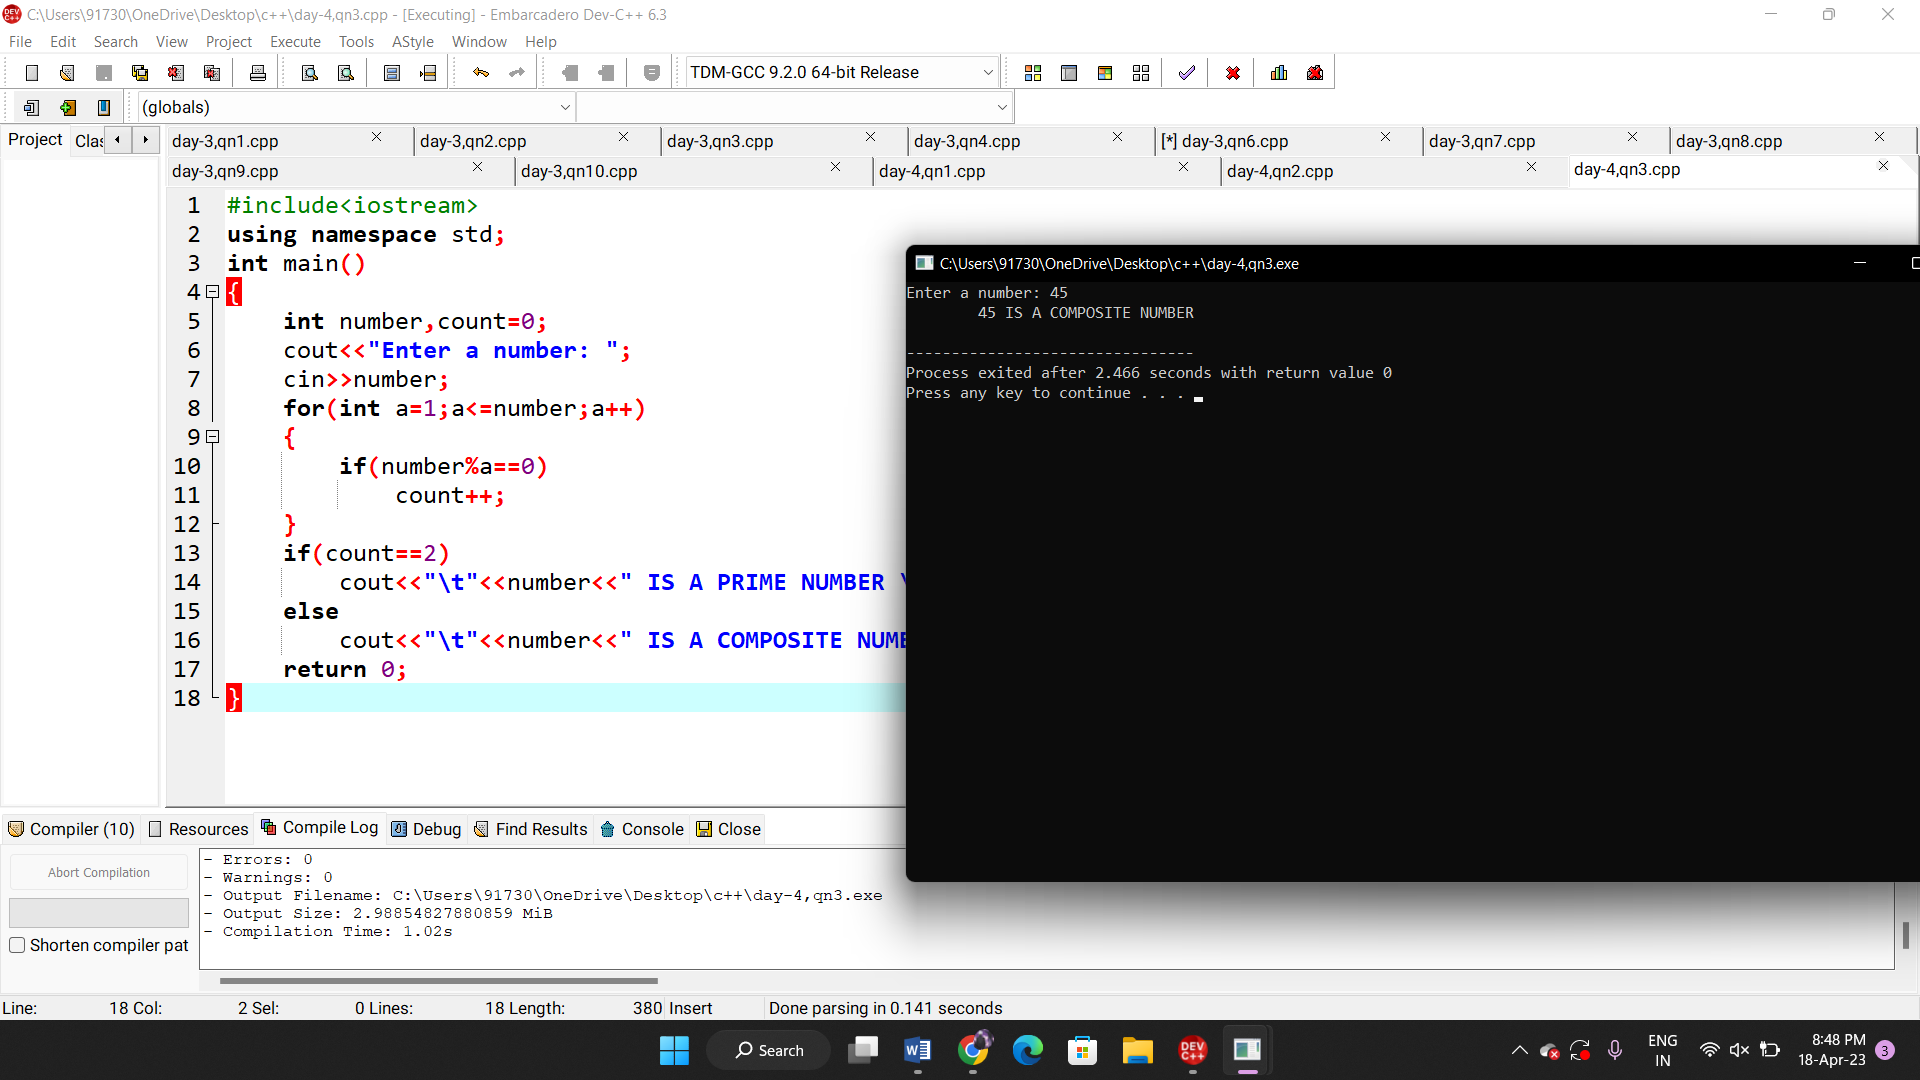 C:\Users\91730\OneDrive\Desktop\c++\day-4,qn3.cpp - [Executing] - Embarcadero Dev-C++ 6.3
File Edit Search View Project Execute Tools AStyle Window Help
TDM-GCC 9.2.0 64-bit Release
(globals)
Project Clas
day-3,qn1.cpp day-3,qn2.cpp day-3,qn3.cpp day-3,qn4.cpp [*] day-3,qn6.cpp day-3,qn7.cpp day-3,qn8.cpp
day-3,qn9.cpp day-3,qn10.cpp day-4,qn1.cpp day-4,qn2.cpp day-4,qn3.cpp
1 #include<iostream>
2 using namespace std;
3 int main()
4 {
5 int number,count=0;
6 cout<<"Enter a number: ";
7 cin>>number;
8 for(int a=1;a<=number;a++)
9 {
10 if(number%a==0)
11 count++;
12 }
13 if(count==2)
14 cout<<"\t"<<number<<" IS A PRIME NUMBER \
15 else
16 cout<<"\t"<<number<<" IS A COMPOSITE NUMB
17 return 0;
18 }
C:\Users\91730\OneDrive\Desktop\c++\day-4,qn3.exe
Enter a number: 45
45 IS A COMPOSITE NUMBER
--------------------------------
Process exited after 2.466 seconds with return value 0
Press any key to continue . . .
Compiler (10) Resources Compile Log Debug Find Results Console Close
Abort Compilation
Shorten compiler pat
- Errors: 0
- Warnings: 0
- Output Filename: C:\Users\91730\OneDrive\Desktop\c++\day-4,qn3.exe
- Output Size: 2.98854827880859 MiB
- Compilation Time: 1.02s
Line: 18 Col: 2 Sel: 0 Lines: 18 Length: 380 Insert Done parsing in 0.141 seconds
Search
DEV C++
ENG
IN
8:48 PM
18-Apr-23
3